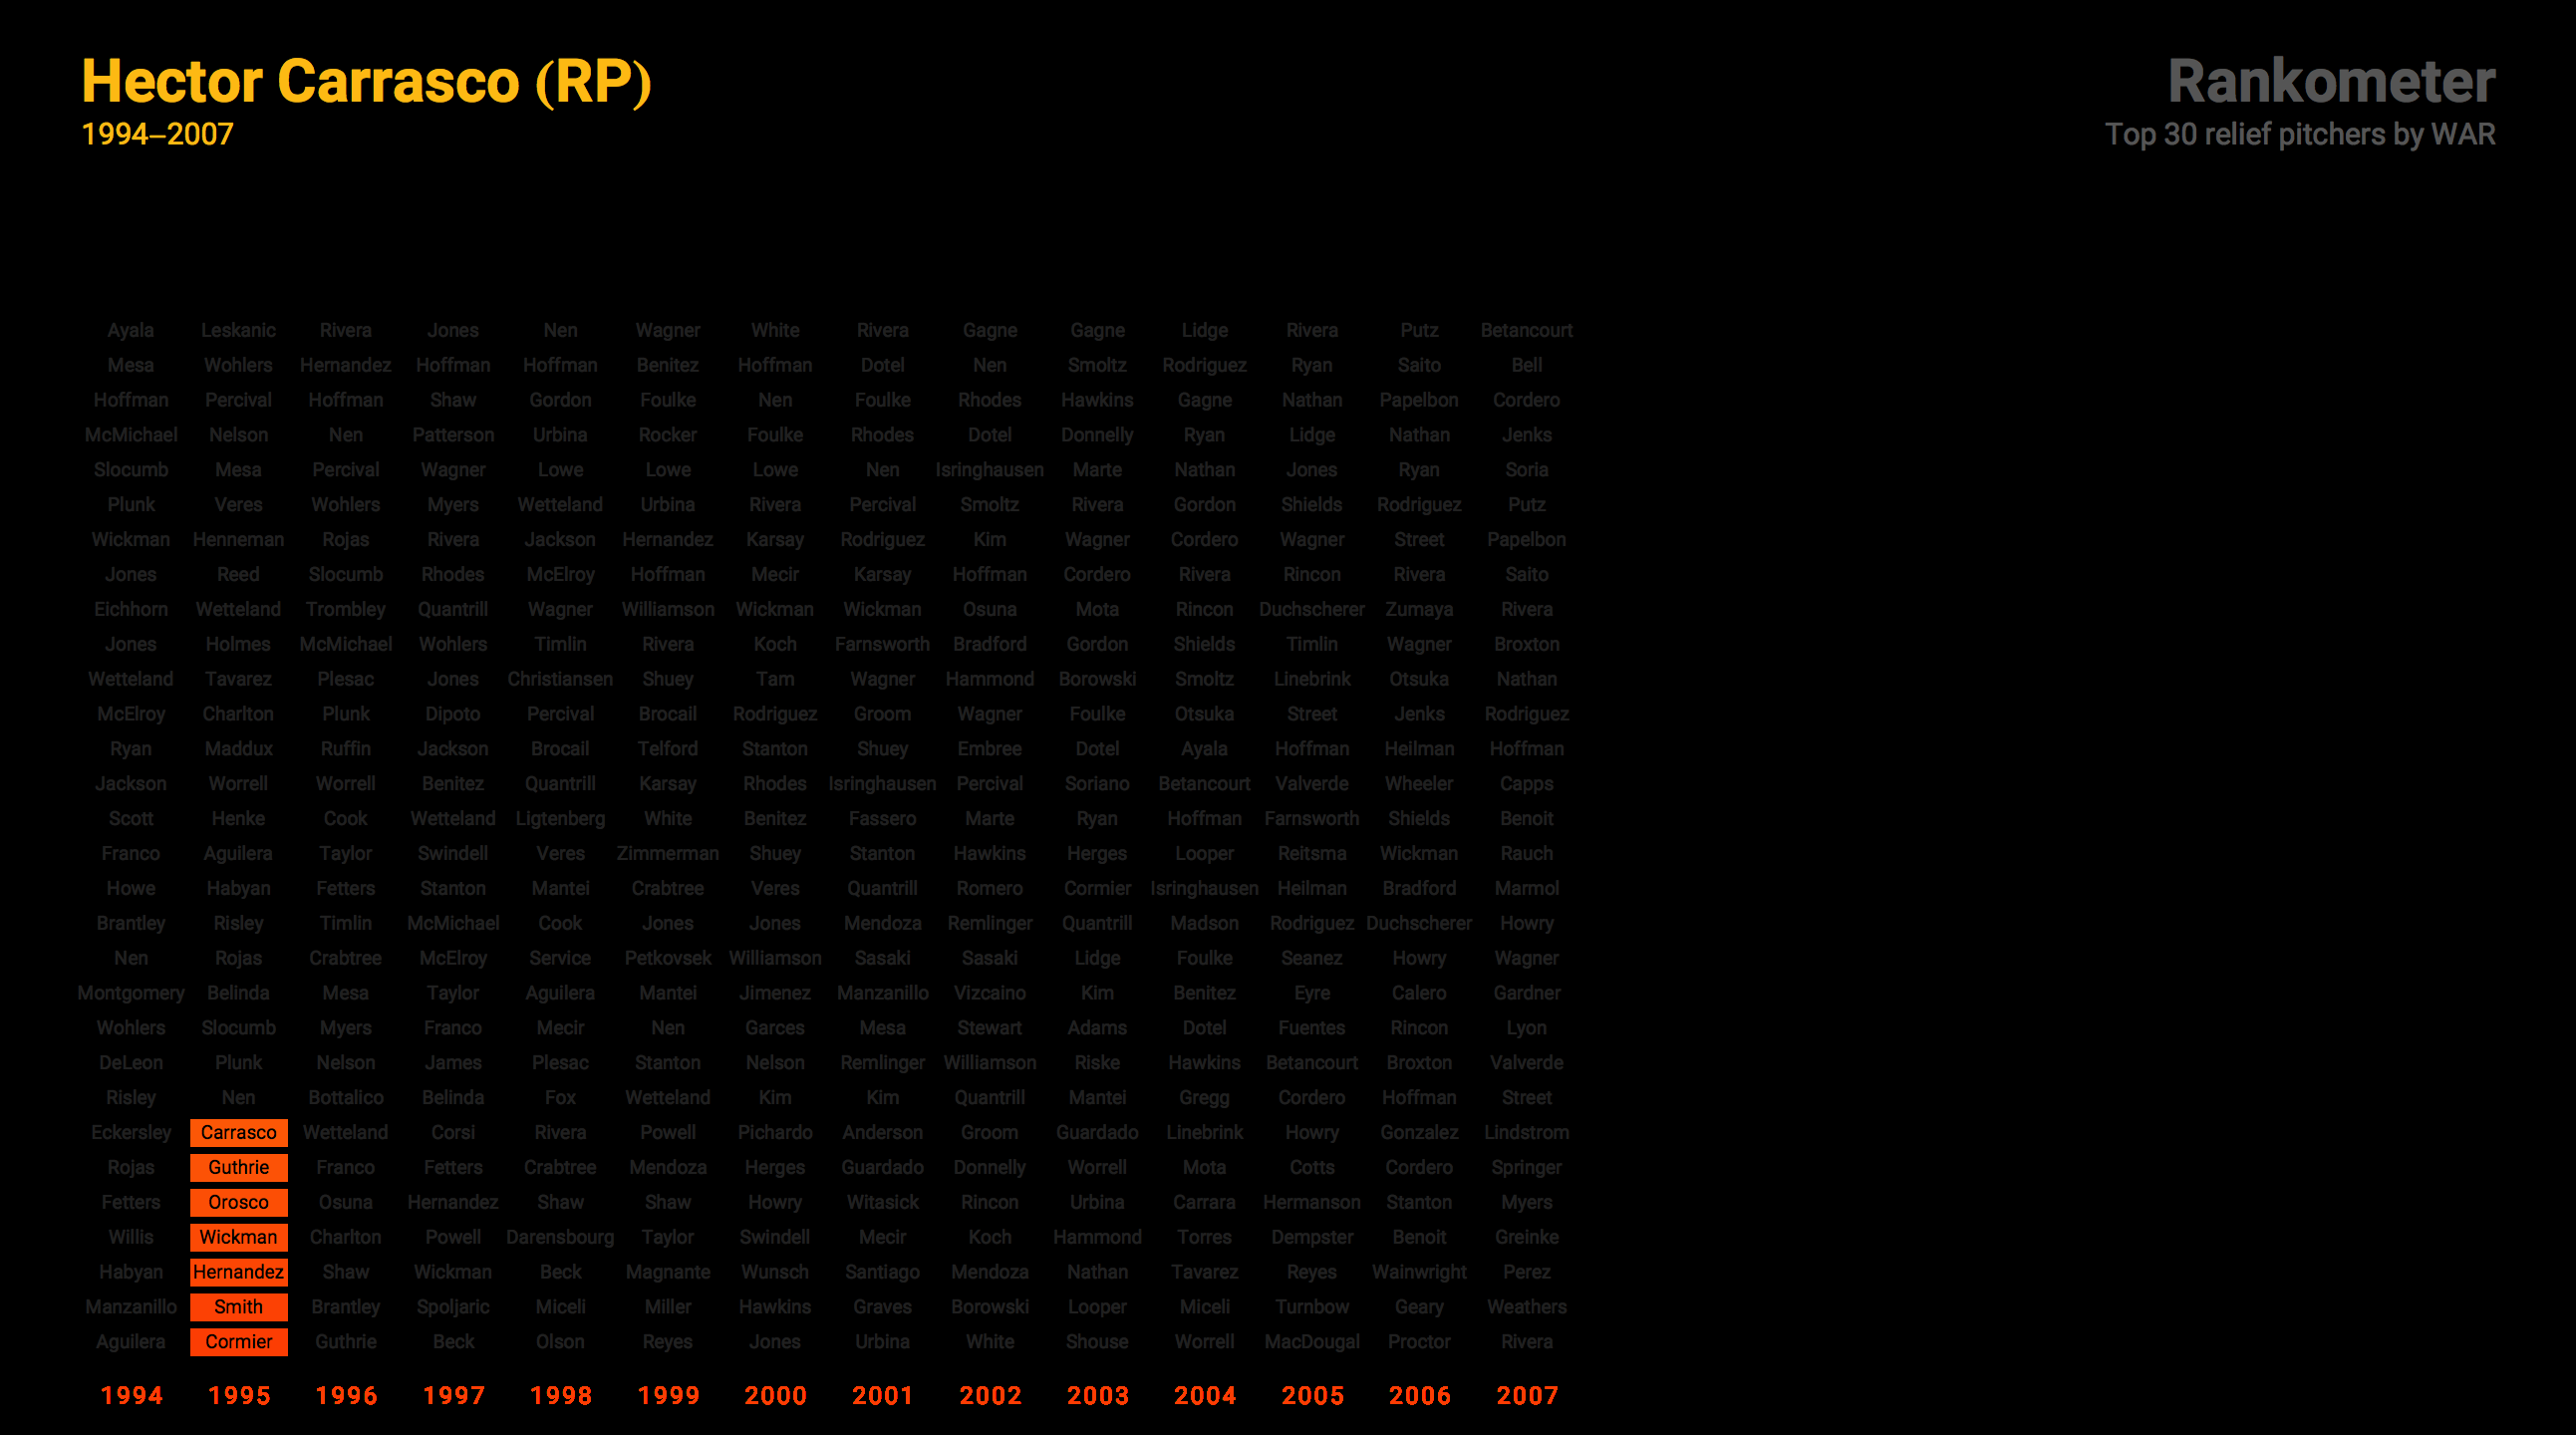 Hector Carrasco (RP)
1994–2007
Rankometer
Top 30 relief pitchers by WAR
Ayala Leskanic Rivera Jones Nen Wagner White Rivera Gagne Gagne Lidge Rivera Putz Betancourt
Mesa Wohlers Hernandez Hoffman Hoffman Benitez Hoffman Dotel Nen Smoltz Rodriguez Ryan Saito Bell
Hoffman Percival Hoffman Shaw Gordon Foulke Nen Foulke Rhodes Hawkins Gagne Nathan Papelbon Cordero
McMichael Nelson Nen Patterson Urbina Rocker Foulke Rhodes Dotel Donnelly Ryan Lidge Nathan Jenks
Slocumb Mesa Percival Wagner Lowe Lowe Lowe Nen Isringhausen Marte Nathan Jones Ryan Soria
Plunk Veres Wohlers Myers Wetteland Urbina Rivera Percival Smoltz Rivera Gordon Shields Rodriguez Putz
Wickman Henneman Rojas Rivera Jackson Hernandez Karsay Rodriguez Kim Wagner Cordero Wagner Street Papelbon
Jones Reed Slocumb Rhodes McElroy Hoffman Mecir Karsay Hoffman Cordero Rivera Rincon Rivera Saito
Eichhorn Wetteland Trombley Quantrill Wagner Williamson Wickman Wickman Osuna Mota Rincon Duchscherer Zumaya Rivera
Jones Holmes McMichael Wohlers Timlin Rivera Koch Farnsworth Bradford Gordon Shields Timlin Wagner Broxton
Wetteland Tavarez Plesac Jones Christiansen Shuey Tam Wagner Hammond Borowski Smoltz Linebrink Otsuka Nathan
McElroy Charlton Plunk Dipoto Percival Brocail Rodriguez Groom Wagner Foulke Otsuka Street Jenks Rodriguez
Ryan Maddux Ruffin Jackson Brocail Telford Stanton Shuey Embree Dotel Ayala Hoffman Heilman Hoffman
Jackson Worrell Worrell Benitez Quantrill Karsay Rhodes Isringhausen Percival Soriano Betancourt Valverde Wheeler Capps
Scott Henke Cook Wetteland Ligtenberg White Benitez Fassero Marte Ryan Hoffman Farnsworth Shields Benoit
Franco Aguilera Taylor Swindell Veres Zimmerman Shuey Stanton Hawkins Herges Looper Reitsma Wickman Rauch
Howe Habyan Fetters Stanton Mantei Crabtree Veres Quantrill Romero Cormier Isringhausen Heilman Bradford Marmol
Brantley Risley Timlin McMichael Cook Jones Jones Mendoza Remlinger Quantrill Madson Rodriguez Duchscherer Howry
Nen Rojas Crabtree McElroy Service Petkovsek Williamson Sasaki Sasaki Lidge Foulke Seanez Howry Wagner
Montgomery Belinda Mesa Taylor Aguilera Mantei Jimenez Manzanillo Vizcaino Kim Benitez Eyre Calero Gardner
Wohlers Slocumb Myers Franco Mecir Nen Garces Mesa Stewart Adams Dotel Fuentes Rincon Lyon
DeLeon Plunk Nelson James Plesac Stanton Nelson Remlinger Williamson Riske Hawkins Betancourt Broxton Valverde
Risley Nen Bottalico Belinda Fox Wetteland Kim Kim Quantrill Mantei Gregg Cordero Hoffman Street
Eckersley Carrasco Wetteland Corsi Rivera Powell Pichardo Anderson Groom Guardado Linebrink Howry Gonzalez Lindstrom
Rojas Guthrie Franco Fetters Crabtree Mendoza Herges Guardado Donnelly Worrell Mota Cotts Cordero Springer
Fetters Orosco Osuna Hernandez Shaw Shaw Howry Witasick Rincon Urbina Carrara Hermanson Stanton Myers
Willis Wickman Charlton Powell Darensbourg Taylor Swindell Mecir Koch Hammond Torres Dempster Benoit Greinke
Habyan Hernandez Shaw Wickman Beck Magnante Wunsch Santiago Mendoza Nathan Tavarez Reyes Wainwright Perez
Manzanillo Smith Brantley Spoljaric Miceli Miller Hawkins Graves Borowski Looper Miceli Turnbow Geary Weathers
Aguilera Cormier Guthrie Beck Olson Reyes Jones Urbina White Shouse Worrell MacDougal Proctor Rivera
1994 1995 1996 1997 1998 1999 2000 2001 2002 2003 2004 2005 2006 2007